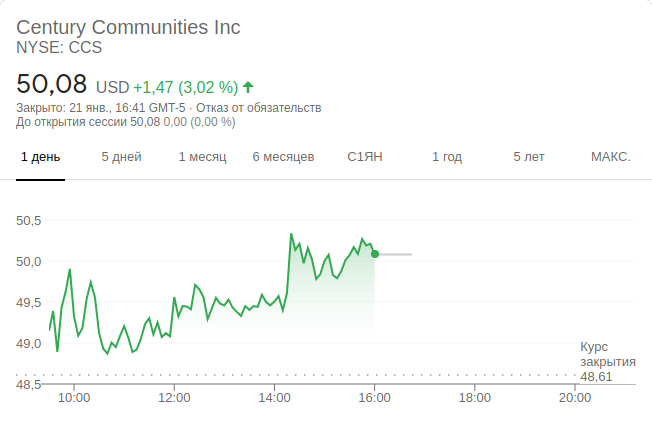 Century Communities Inc
NYSE: CCS
50,08 USD +1,47 (3,02 %)
Закрыто: 21 янв., 16:41 GMT-5 · Отказ от обязательств
До открытия сессии 50,08 0,00 (0,00 %)
1 день 5 дней 1 месяц 6 месяцев С1ЯН 1 год 5 лет МАКС.
50,5
50,0
49,5
49,0
Курс
закрытия
48,61
48,5
10:00 12:00 14:00 16:00 18:00 20:00